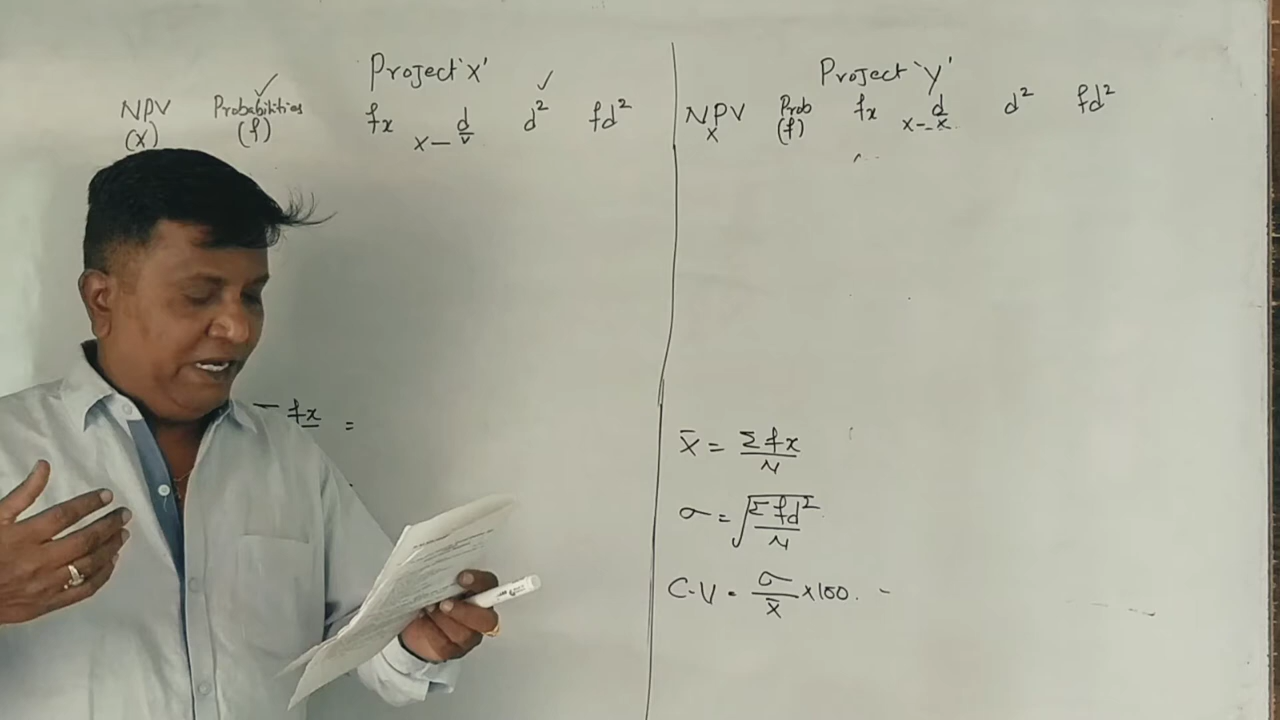 Project 'X'
NPV Probabilities fx d d² fd²
(X) (f) x –
Project 'Y'
NPV Prob fx d d² fd²
X (f) x – x̄
fx =
x̄ = Σfx / N
σ = √Σfd² / N
C.V = σ / x̄ × 100.